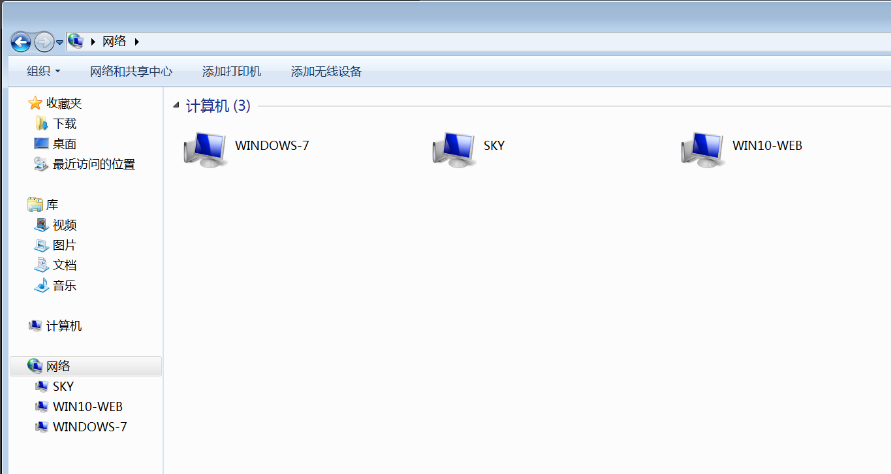 网络
组织 网络和共享中心 添加打印机 添加无线设备
收藏夹
下载
桌面
最近访问的位置
库
视频
图片
文档
音乐
计算机
网络
SKY
WIN10-WEB
WINDOWS-7
计算机 (3)
WINDOWS-7 SKY WIN10-WEB